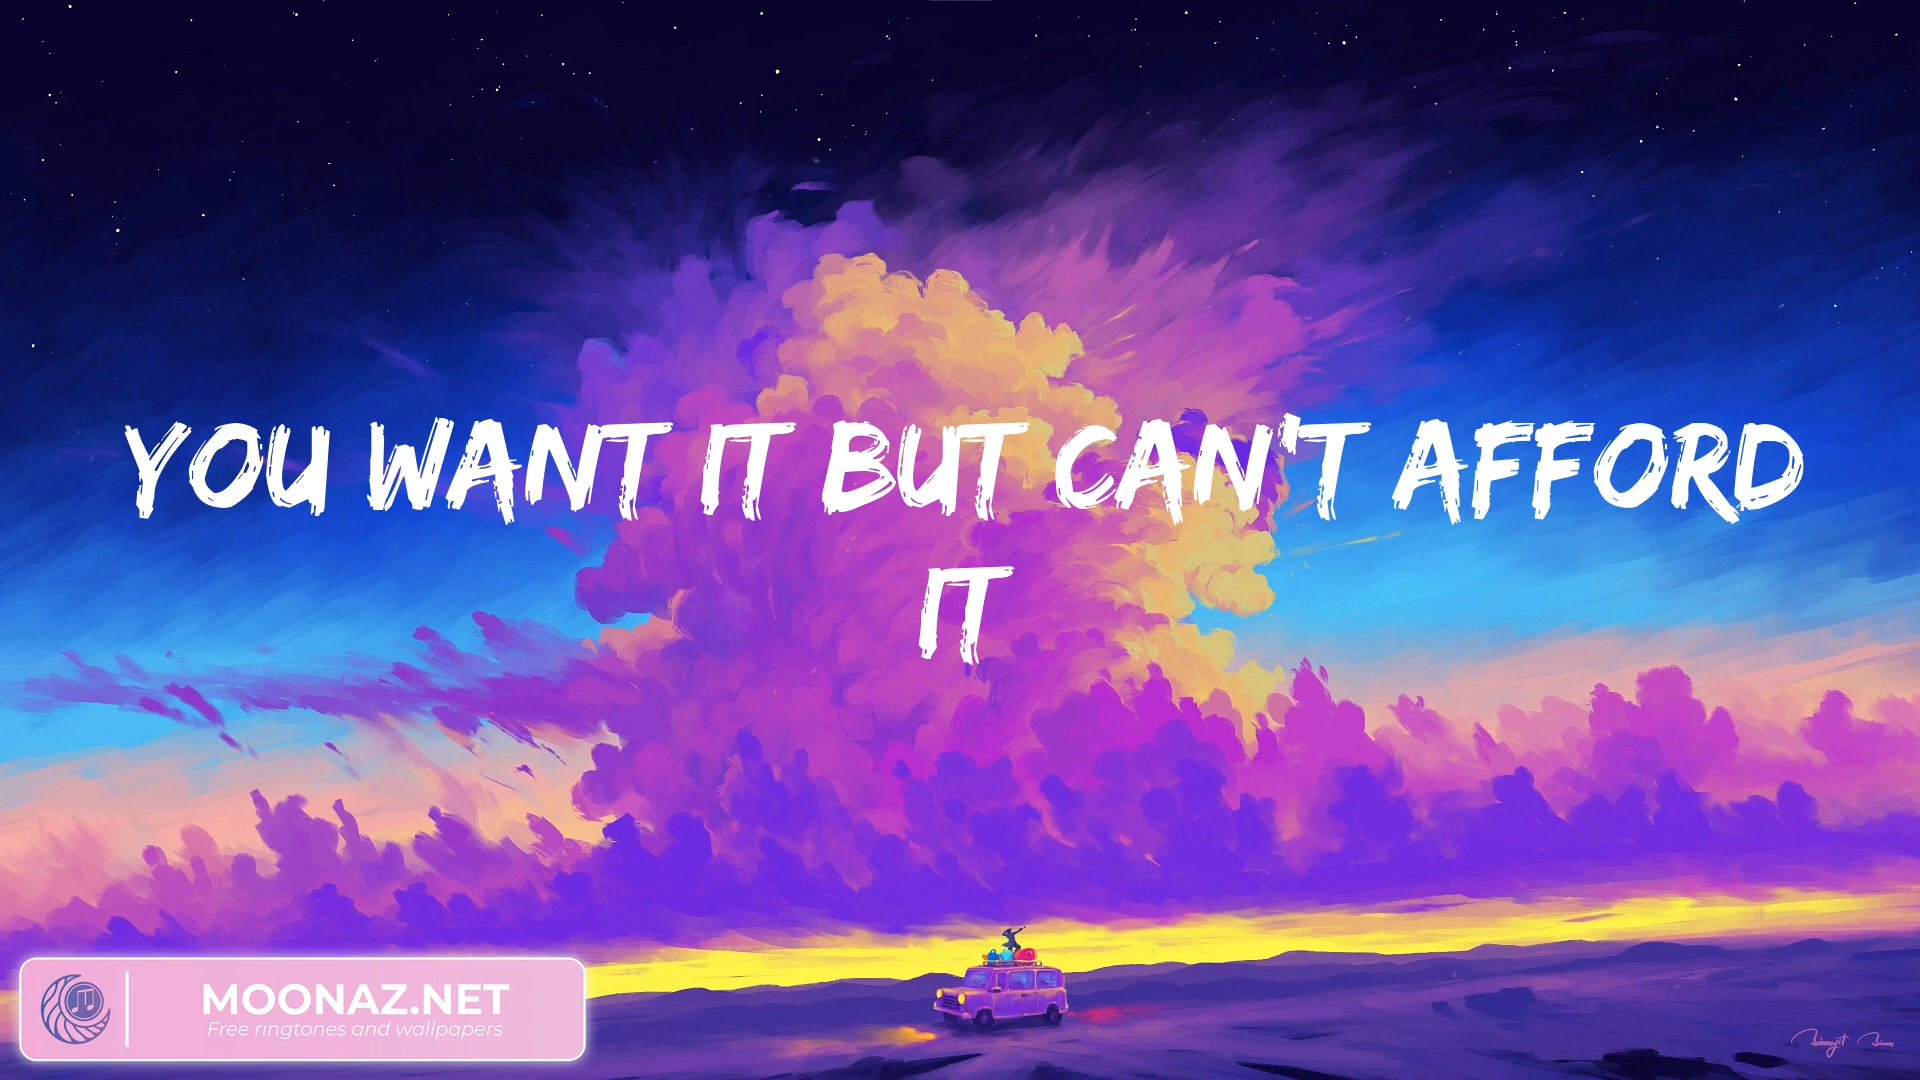 YOU WANT IT BUT CAN'T AFFORD
IT
MOONAZ.NET
Free ringtones and wallpapers